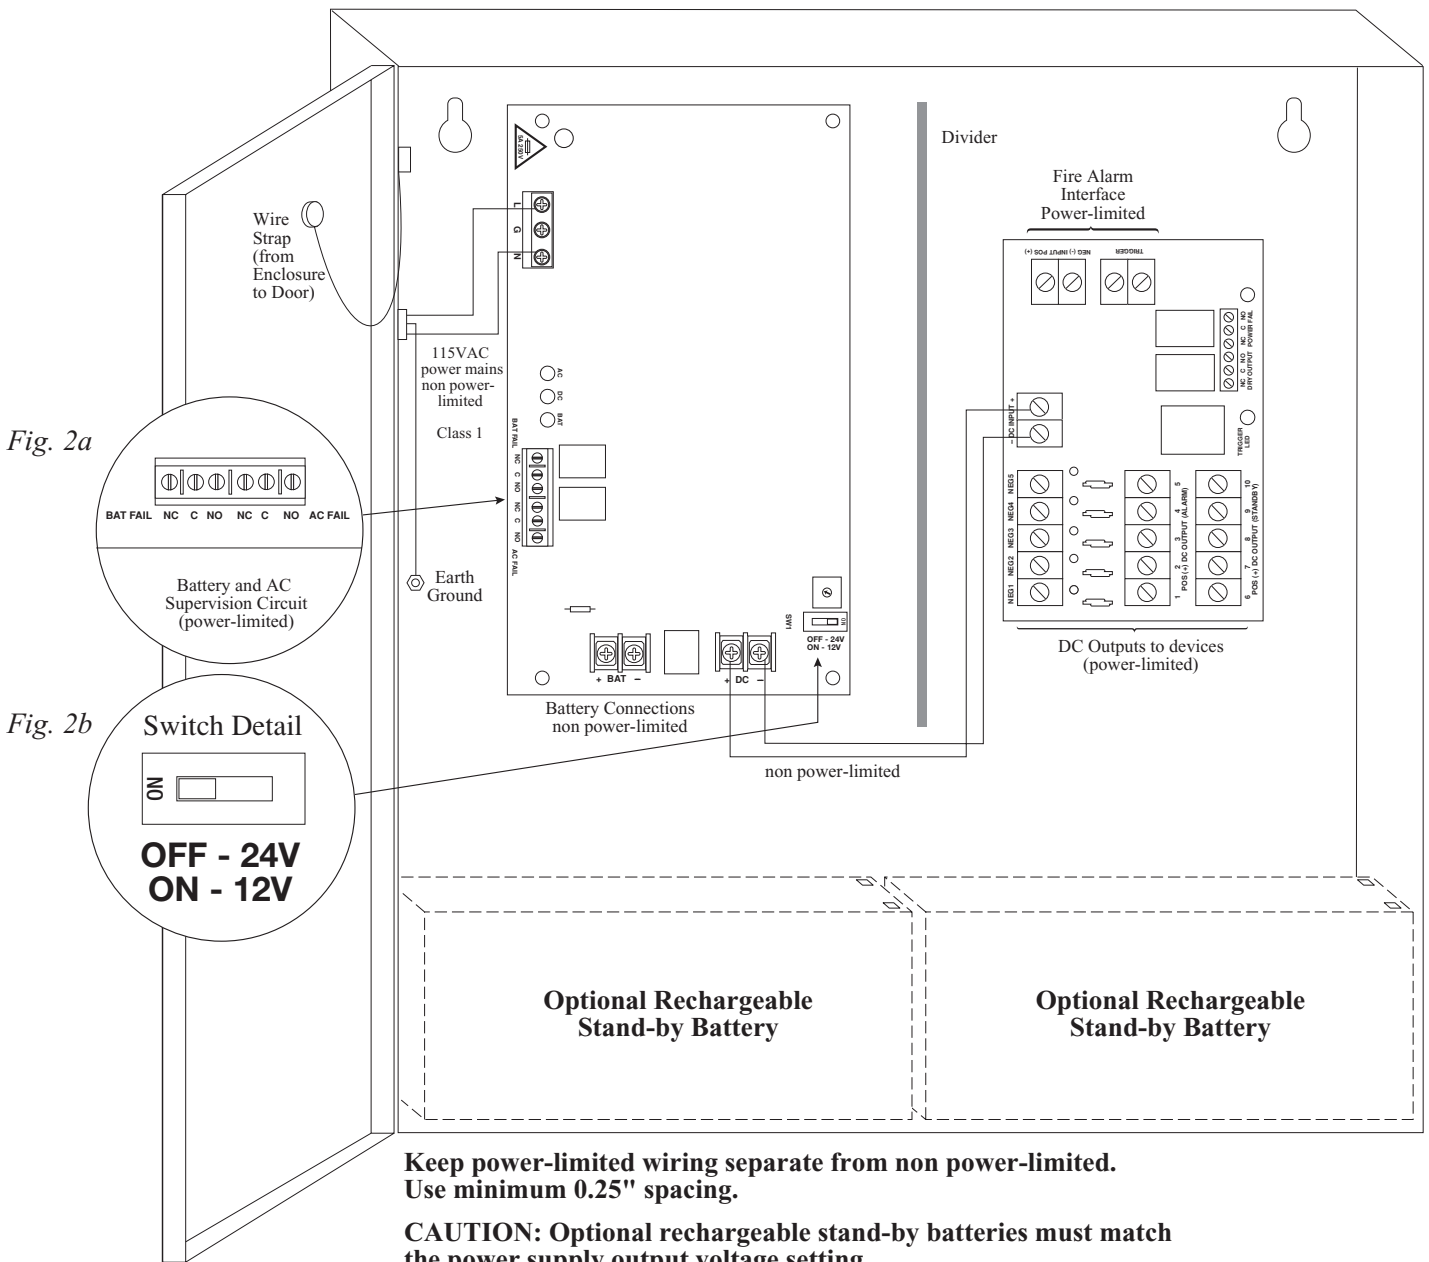 Divider
Fire Alarm
Interface
Power-limited
NEG (-) INPUT POS (+)
TRIGGER
5A 250V
L
G
N
Wire
Strap
(from
Enclosure
to Door)
115VAC
power mains
non power-
limited
Class 1
AC
DC
BAT
BAT FAIL
NC
C
NO
NC
C
NO
AC FAIL
Earth
Ground
Fig. 2a
BAT FAIL NC C NO NC C NO AC FAIL
Battery and AC
Supervision Circuit
(power-limited)
NC C NO
POWER FAIL
NC C NO
DRY OUTPUT
– DC INPUT +
TRIGGER
LED
NEG5
NEG4
NEG3
NEG2
NEG1
1 2 3 4 5
POS (+) DC OUTPUT (ALARM)
6 7 8 9 10
POS (+) DC OUTPUT (STANDBY)
DC Outputs to devices
(power-limited)
SW1
ON
OFF - 24V
ON - 12V
+ BAT –
+ DC –
Battery Connections
non power-limited
non power-limited
Fig. 2b
Switch Detail
ON
OFF - 24V
ON - 12V
Optional Rechargeable
Stand-by Battery
Optional Rechargeable
Stand-by Battery
Keep power-limited wiring separate from non power-limited.
Use minimum 0.25" spacing.
CAUTION: Optional rechargeable stand-by batteries must match
the power supply output voltage setting.